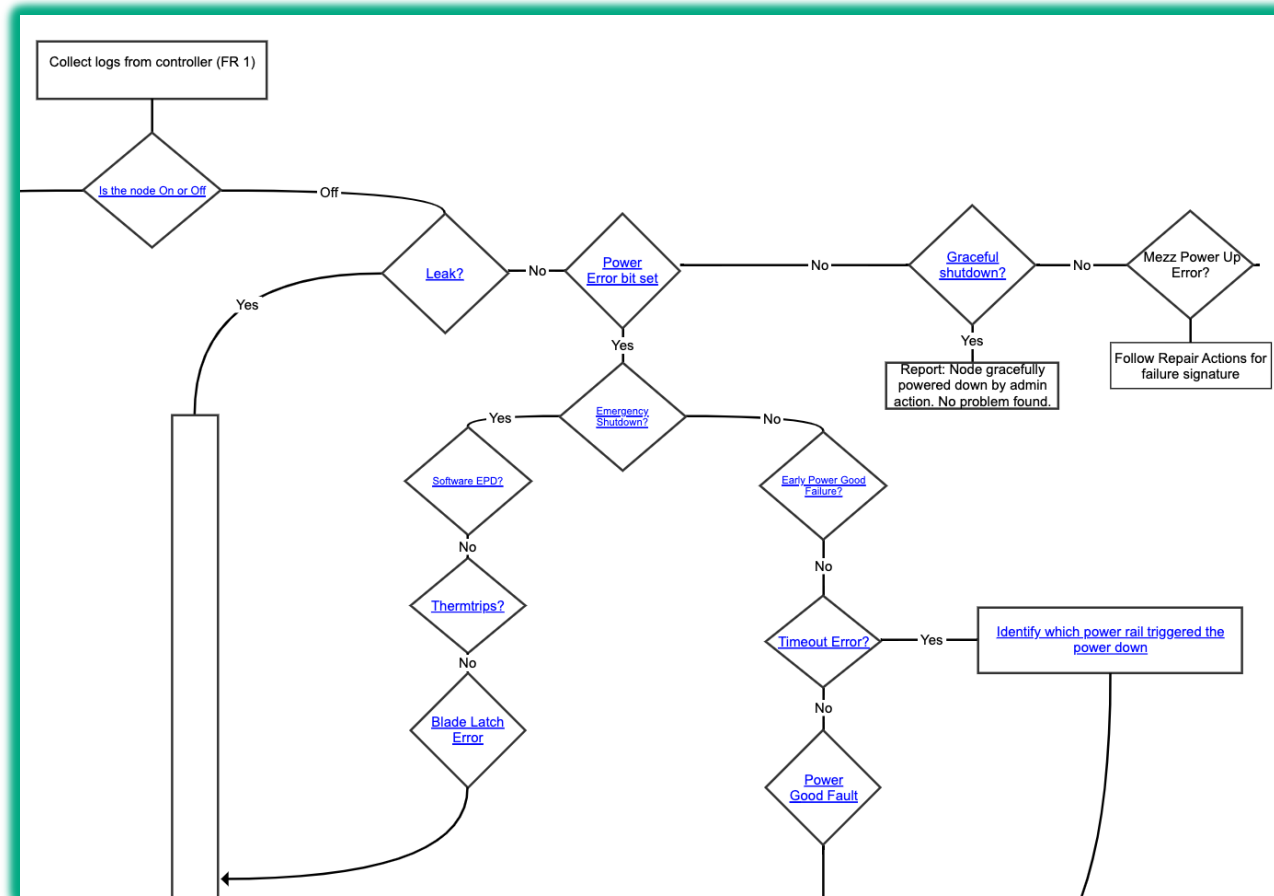 Collect logs from controller (FR 1)
Is the node On or Off
Off
Leak?
No
Power
Error bit set
No
Graceful
shutdown?
No
Mezz Power Up
Error?
Yes
Yes
Yes
Report: Node gracefully
powered down by admin
action. No problem found.
Follow Repair Actions for
failure signature
Emergency
Shutdown?
Yes
No
Software EPD?
Early Power Good
Failure?
No
No
Thermtrips?
Timeout Error?
Yes
Identify which power rail triggered the
power down
No
No
Blade Latch
Error
Power
Good Fault